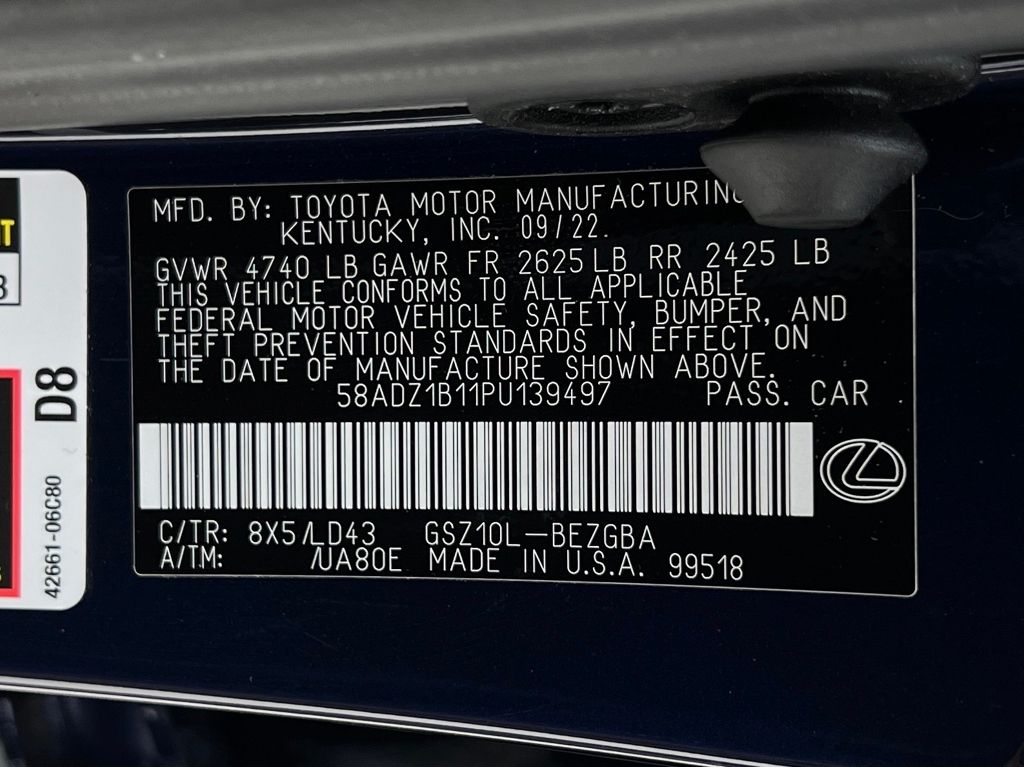 MFD. BY: TOYOTA MOTOR MANUFACTURING
KENTUCKY, INC. 09/22.
GVWR 4740 LB GAWR FR 2625 LB RR 2425 LB
THIS VEHICLE CONFORMS TO ALL APPLICABLE
FEDERAL MOTOR VEHICLE SAFETY, BUMPER, AND
THEFT PREVENTION STANDARDS IN EFFECT ON
THE DATE OF MANUFACTURE SHOWN ABOVE.
58ADZ1B11PU139497 PASS. CAR
C/TR: 8X5/LD43 GSZ10L-BEZGBA
A/TM: /UA80E MADE IN U.S.A. 99518
D8
42661-06C80